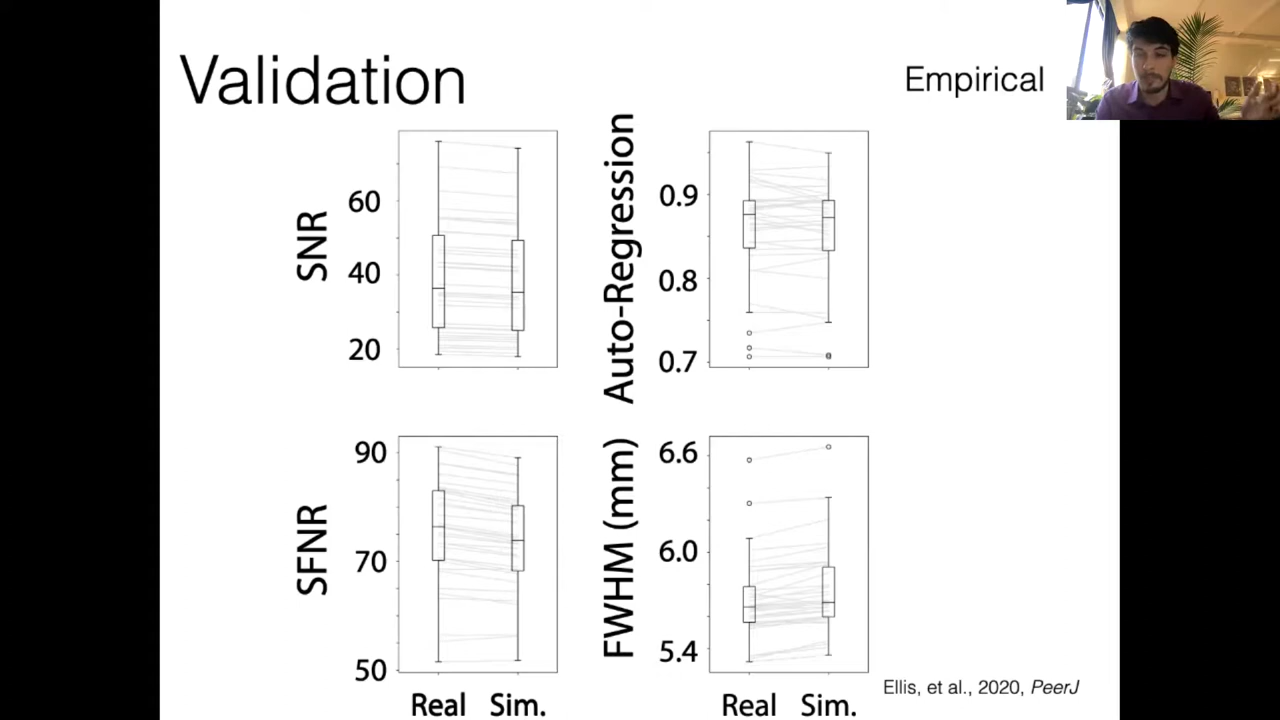 Validation
Empirical
SNR
60
40
20
Auto-Regression
0.9
0.8
0.7
SFNR
90
70
50
Real Sim.
FWHM (mm)
6.6
6.0
5.4
Real Sim.
Ellis, et al., 2020, PeerJ